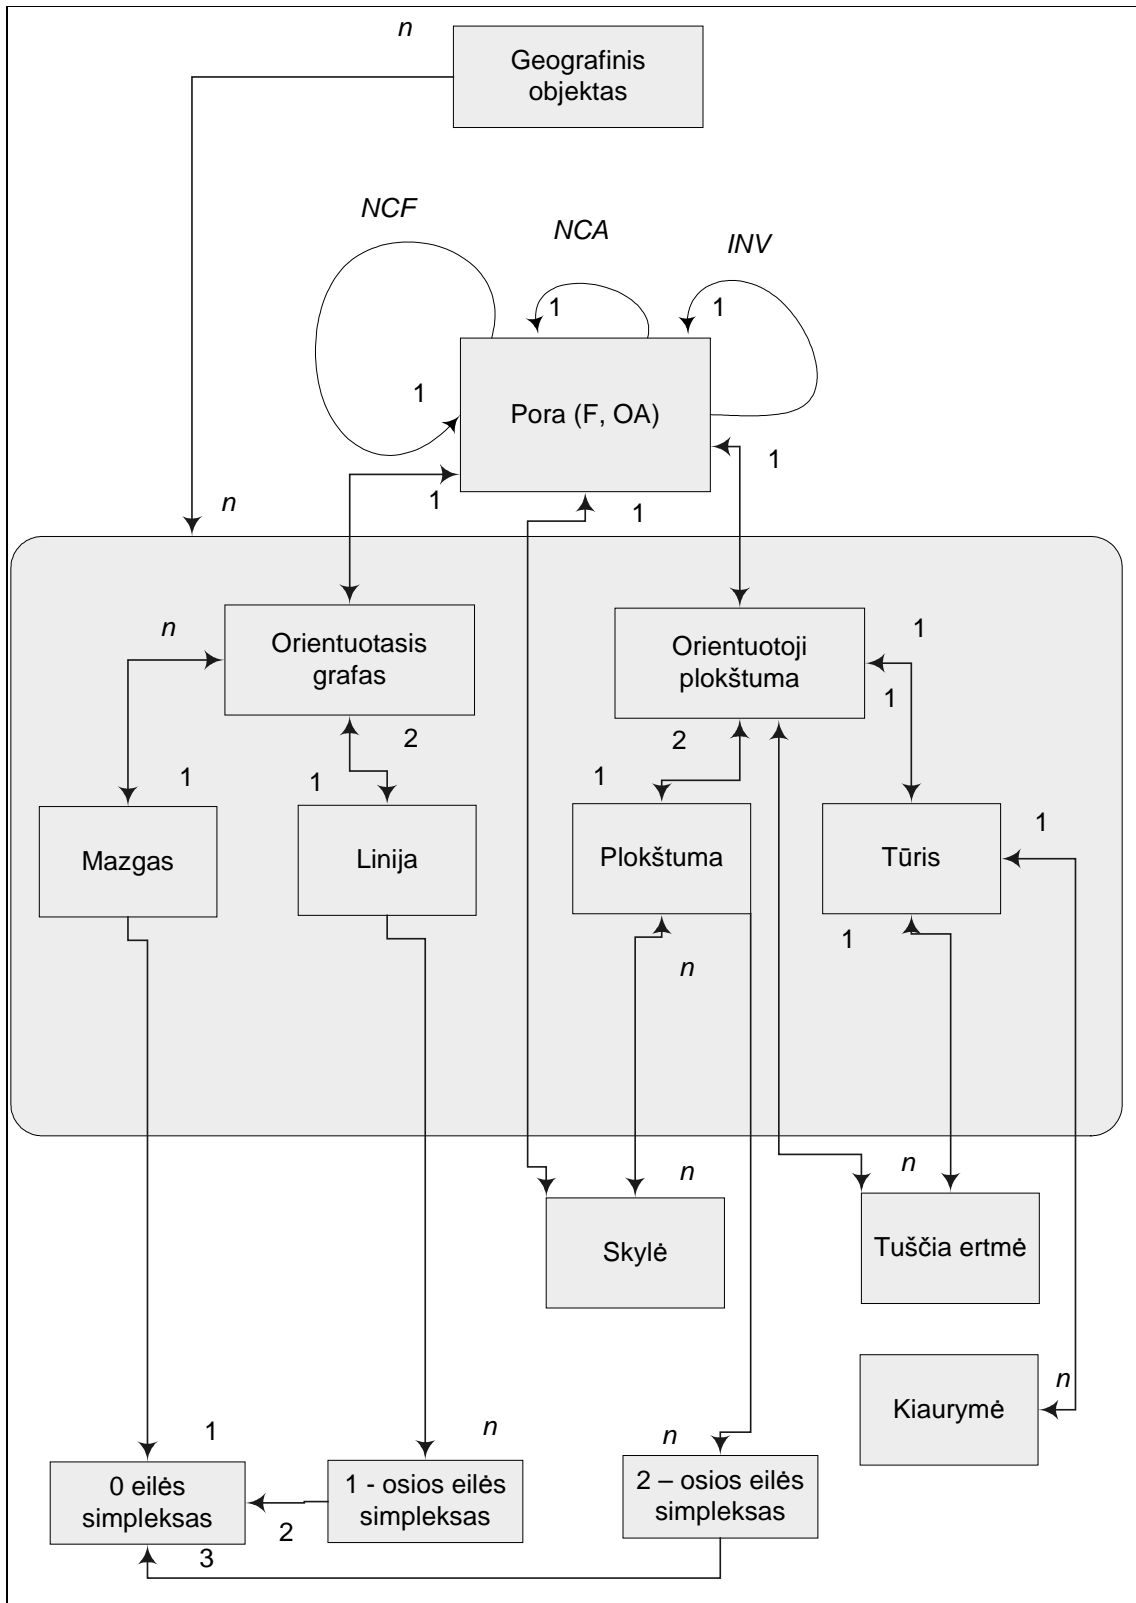 n
Geografinis
objektas
NCF
NCA
INV
1
1
1
Pora (F, OA)
1
1
1
n
n
Orientuotasis
grafas
Orientuotoji
plokštuma
1
1
2
2
1
1
1
Mazgas
Linija
Plokštuma
Tūris
1
1
n
n
n
Skylė
Tuščia ertmė
n
Kiaurymė
1
n
n
0 eilės
simpleksas
1 - osios eilės
simpleksas
2 – osios eilės
simpleksas
2
3